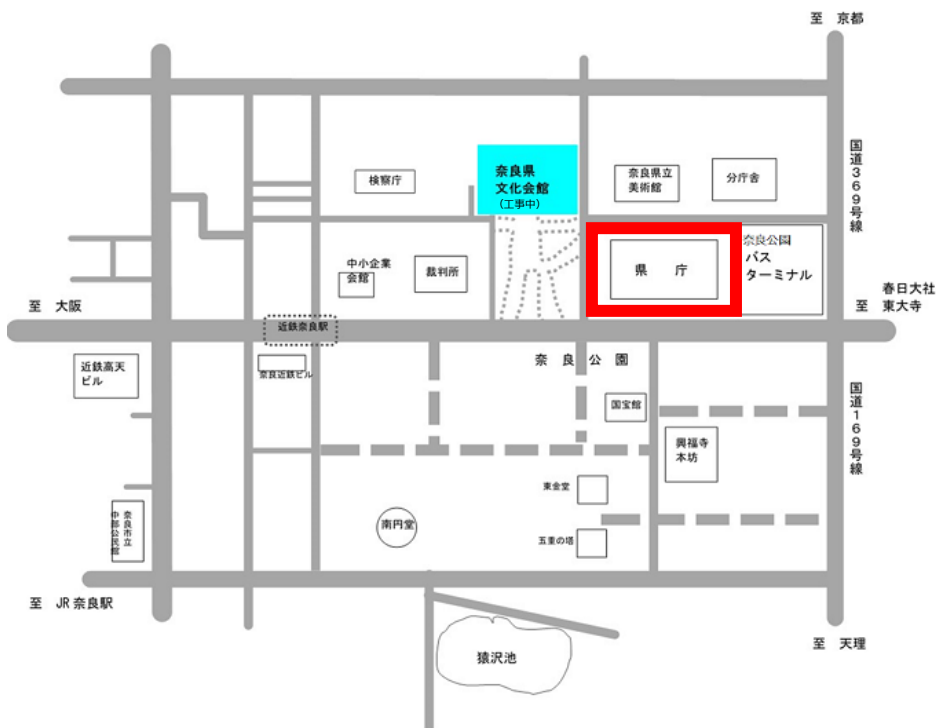 至 京都
国道369号線
検察庁
奈良県
文化会館
(工事中)
奈良県立
美術館
分庁舎
中小企業
会館
裁判所
県 庁
奈良公園
バス
ターミナル
至 大阪
近鉄奈良駅
至
春日大社
東大寺
近鉄高天
ビル
奈良近鉄ビル
奈良公園
国道169号線
国宝館
興福寺
本坊
東金堂
奈良市立
中部公民館
南円堂
五重の塔
至 JR奈良駅
至 天理
猿沢池